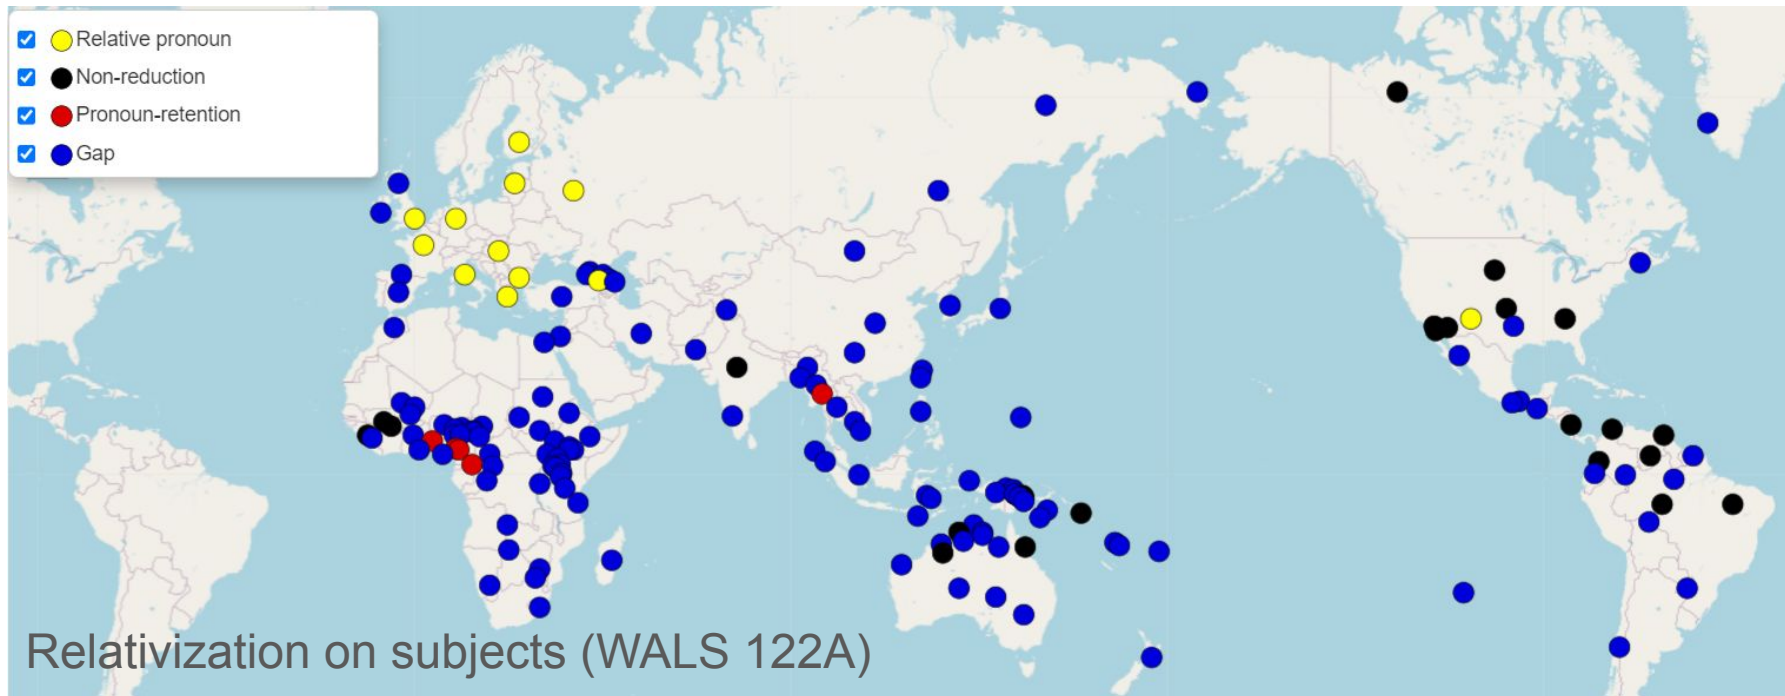 Relative pronoun
Non-reduction
Pronoun-retention
Gap
Relativization on subjects (WALS 122A)